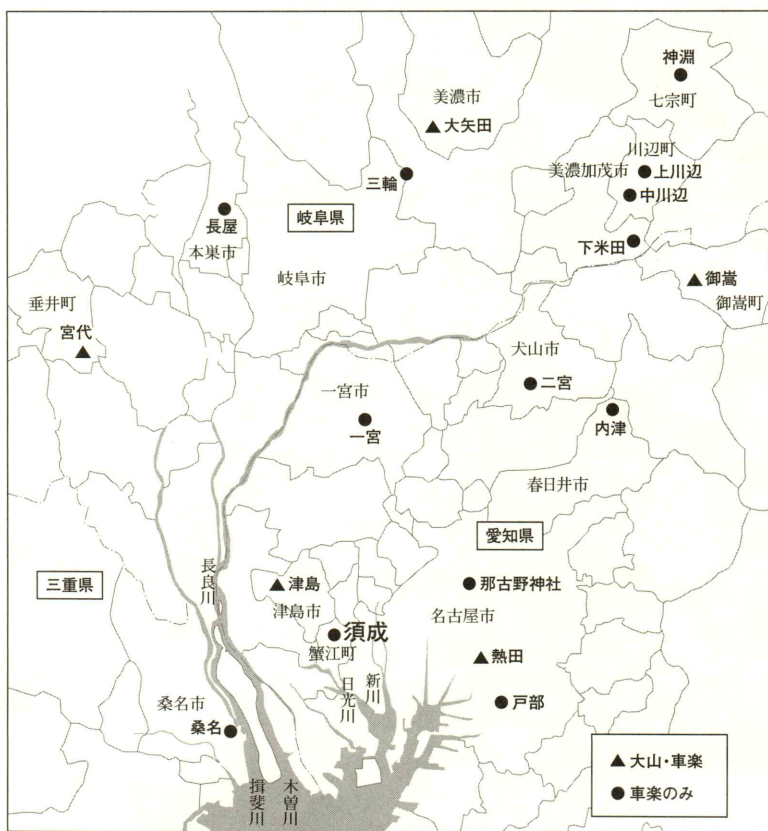 神淵
七宗町
美濃市
大矢田
川辺町
美濃加茂市
上川辺
三輪
中川辺
長屋
岐阜県
本巣市
下米田
岐阜市
御嵩
御嵩町
垂井町
宮代
犬山市
二宮
一宮市
一宮
内津
春日井市
愛知県
三重県
長良川
津島
津島市
那古野神社
名古屋市
須成
蟹江町
熱田
新川
日光川
戸部
桑名市
桑名
揖斐川
木曽川
▲大山・車楽
●車楽のみ